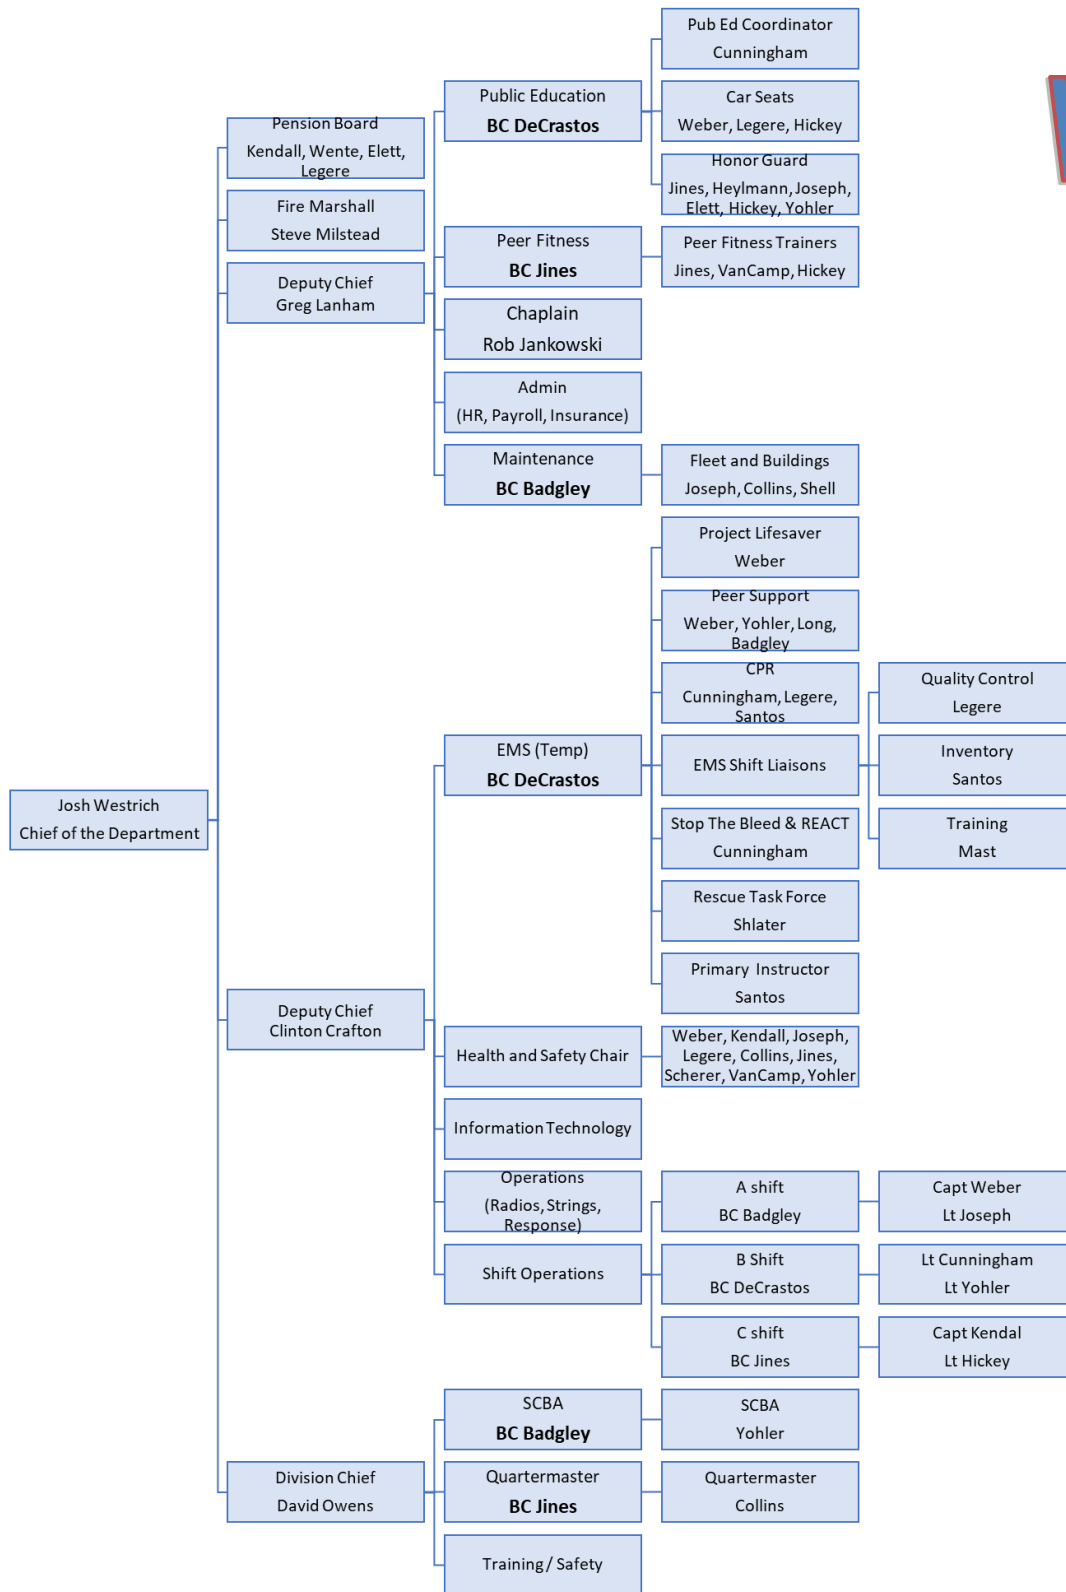 Pub Ed Coordinator
Cunningham
Public Education
BC DeCrastos
Car Seats
Weber, Legere, Hickey
Pension Board
Kendall, Wente, Elett,
Legere
Honor Guard
Jines, Heylmann, Joseph,
Elett, Hickey, Yohler
Fire Marshall
Steve Milstead
Peer Fitness
BC Jines
Peer Fitness Trainers
Jines, VanCamp, Hickey
Deputy Chief
Greg Lanham
Chaplain
Rob Jankowski
Admin
(HR, Payroll, Insurance)
Maintenance
BC Badgley
Fleet and Buildings
Joseph, Collins, Shell
Project Lifesaver
Weber
Peer Support
Weber, Yohler, Long,
Badgley
CPR
Cunningham, Legere,
Santos
Quality Control
Legere
EMS (Temp)
BC DeCrastos
EMS Shift Liaisons
Inventory
Santos
Josh Westrich
Chief of the Department
Stop The Bleed & REACT
Cunningham
Training
Mast
Rescue Task Force
Shlater
Primary Instructor
Santos
Deputy Chief
Clinton Crafton
Health and Safety Chair
Weber, Kendall, Joseph,
Legere, Collins, Jines,
Scherer, VanCamp, Yohler
Information Technology
Operations
(Radios, Strings,
Response)
A shift
BC Badgley
Capt Weber
Lt Joseph
Shift Operations
B Shift
BC DeCrastos
Lt Cunningham
Lt Yohler
C shift
BC Jines
Capt Kendal
Lt Hickey
SCBA
BC Badgley
SCBA
Yohler
Division Chief
David Owens
Quartermaster
BC Jines
Quartermaster
Collins
Training / Safety